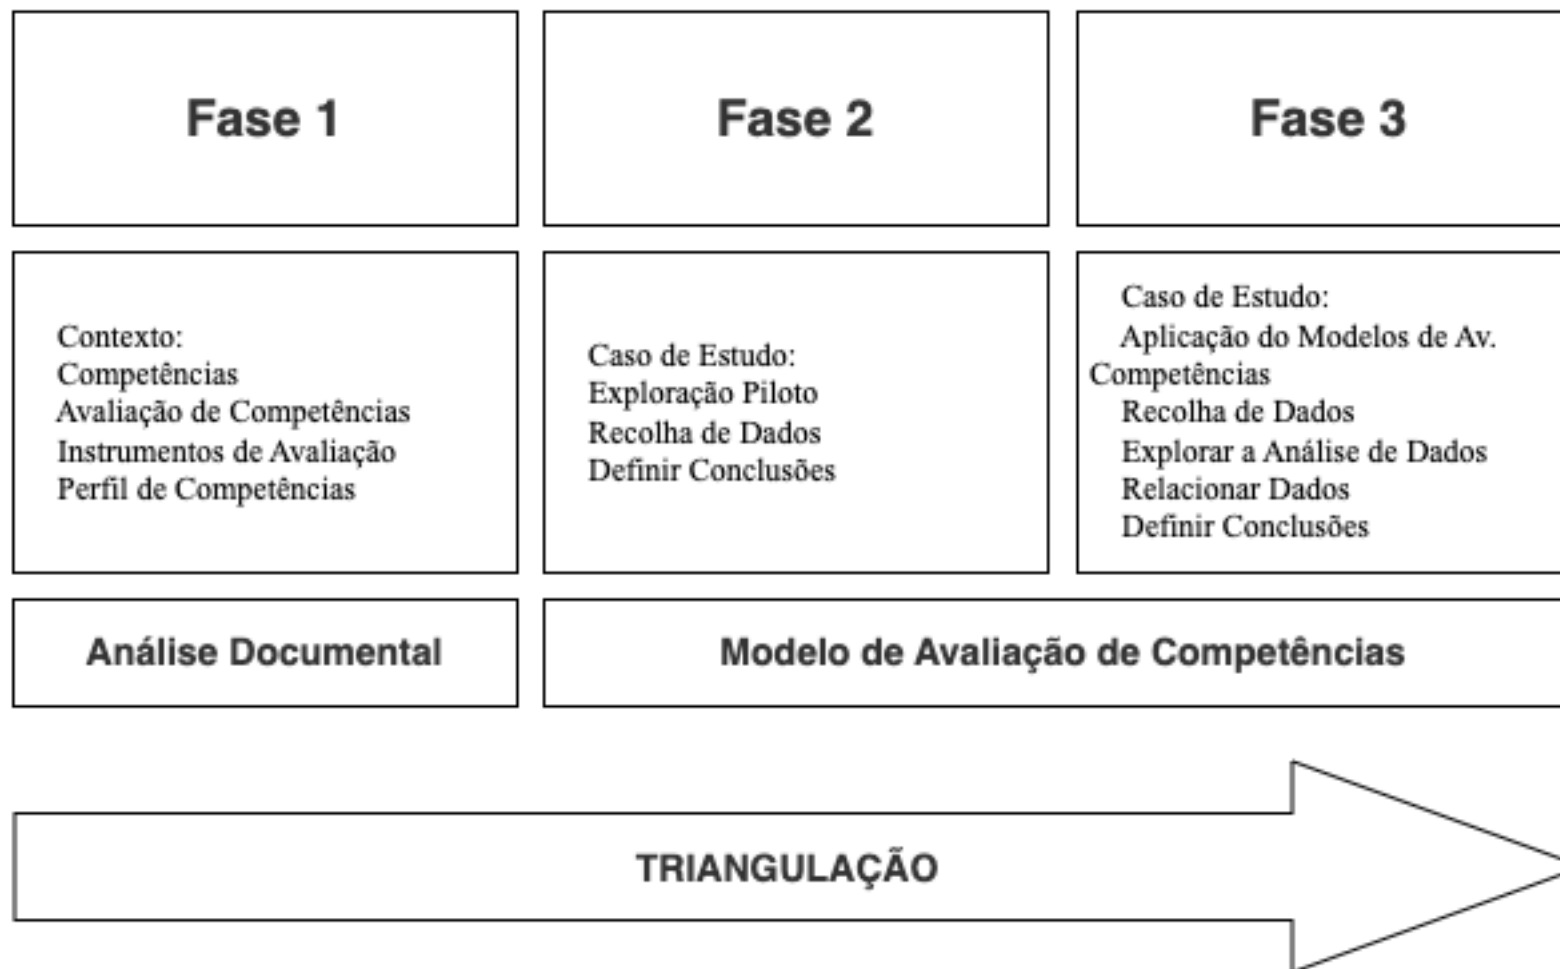 Fase 1
Fase 2
Fase 3
Contexto:
Competências
Avaliação de Competências
Instrumentos de Avaliação
Perfil de Competências
Caso de Estudo:
Exploração Piloto
Recolha de Dados
Definir Conclusões
Caso de Estudo:
Aplicação do Modelos de Av.
Competências
Recolha de Dados
Explorar a Análise de Dados
Relacionar Dados
Definir Conclusões
Análise Documental
Modelo de Avaliação de Competências
TRIANGULAÇÃO